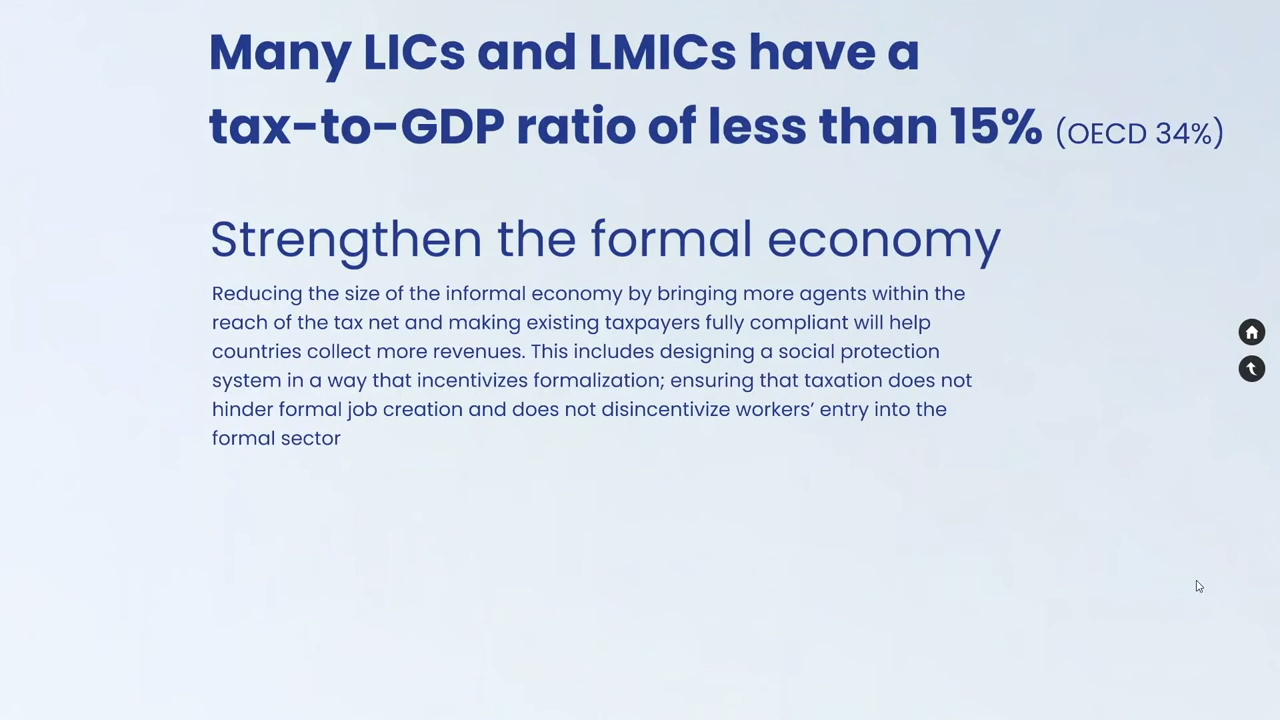 Many LICs and LMICs have a
tax-to-GDP ratio of less than 15% (OECD 34%)
Strengthen the formal economy
Reducing the size of the informal economy by bringing more agents within the
reach of the tax net and making existing taxpayers fully compliant will help
countries collect more revenues. This includes designing a social protection
system in a way that incentivizes formalization; ensuring that taxation does not
hinder formal job creation and does not disincentivize workers’ entry into the
formal sector